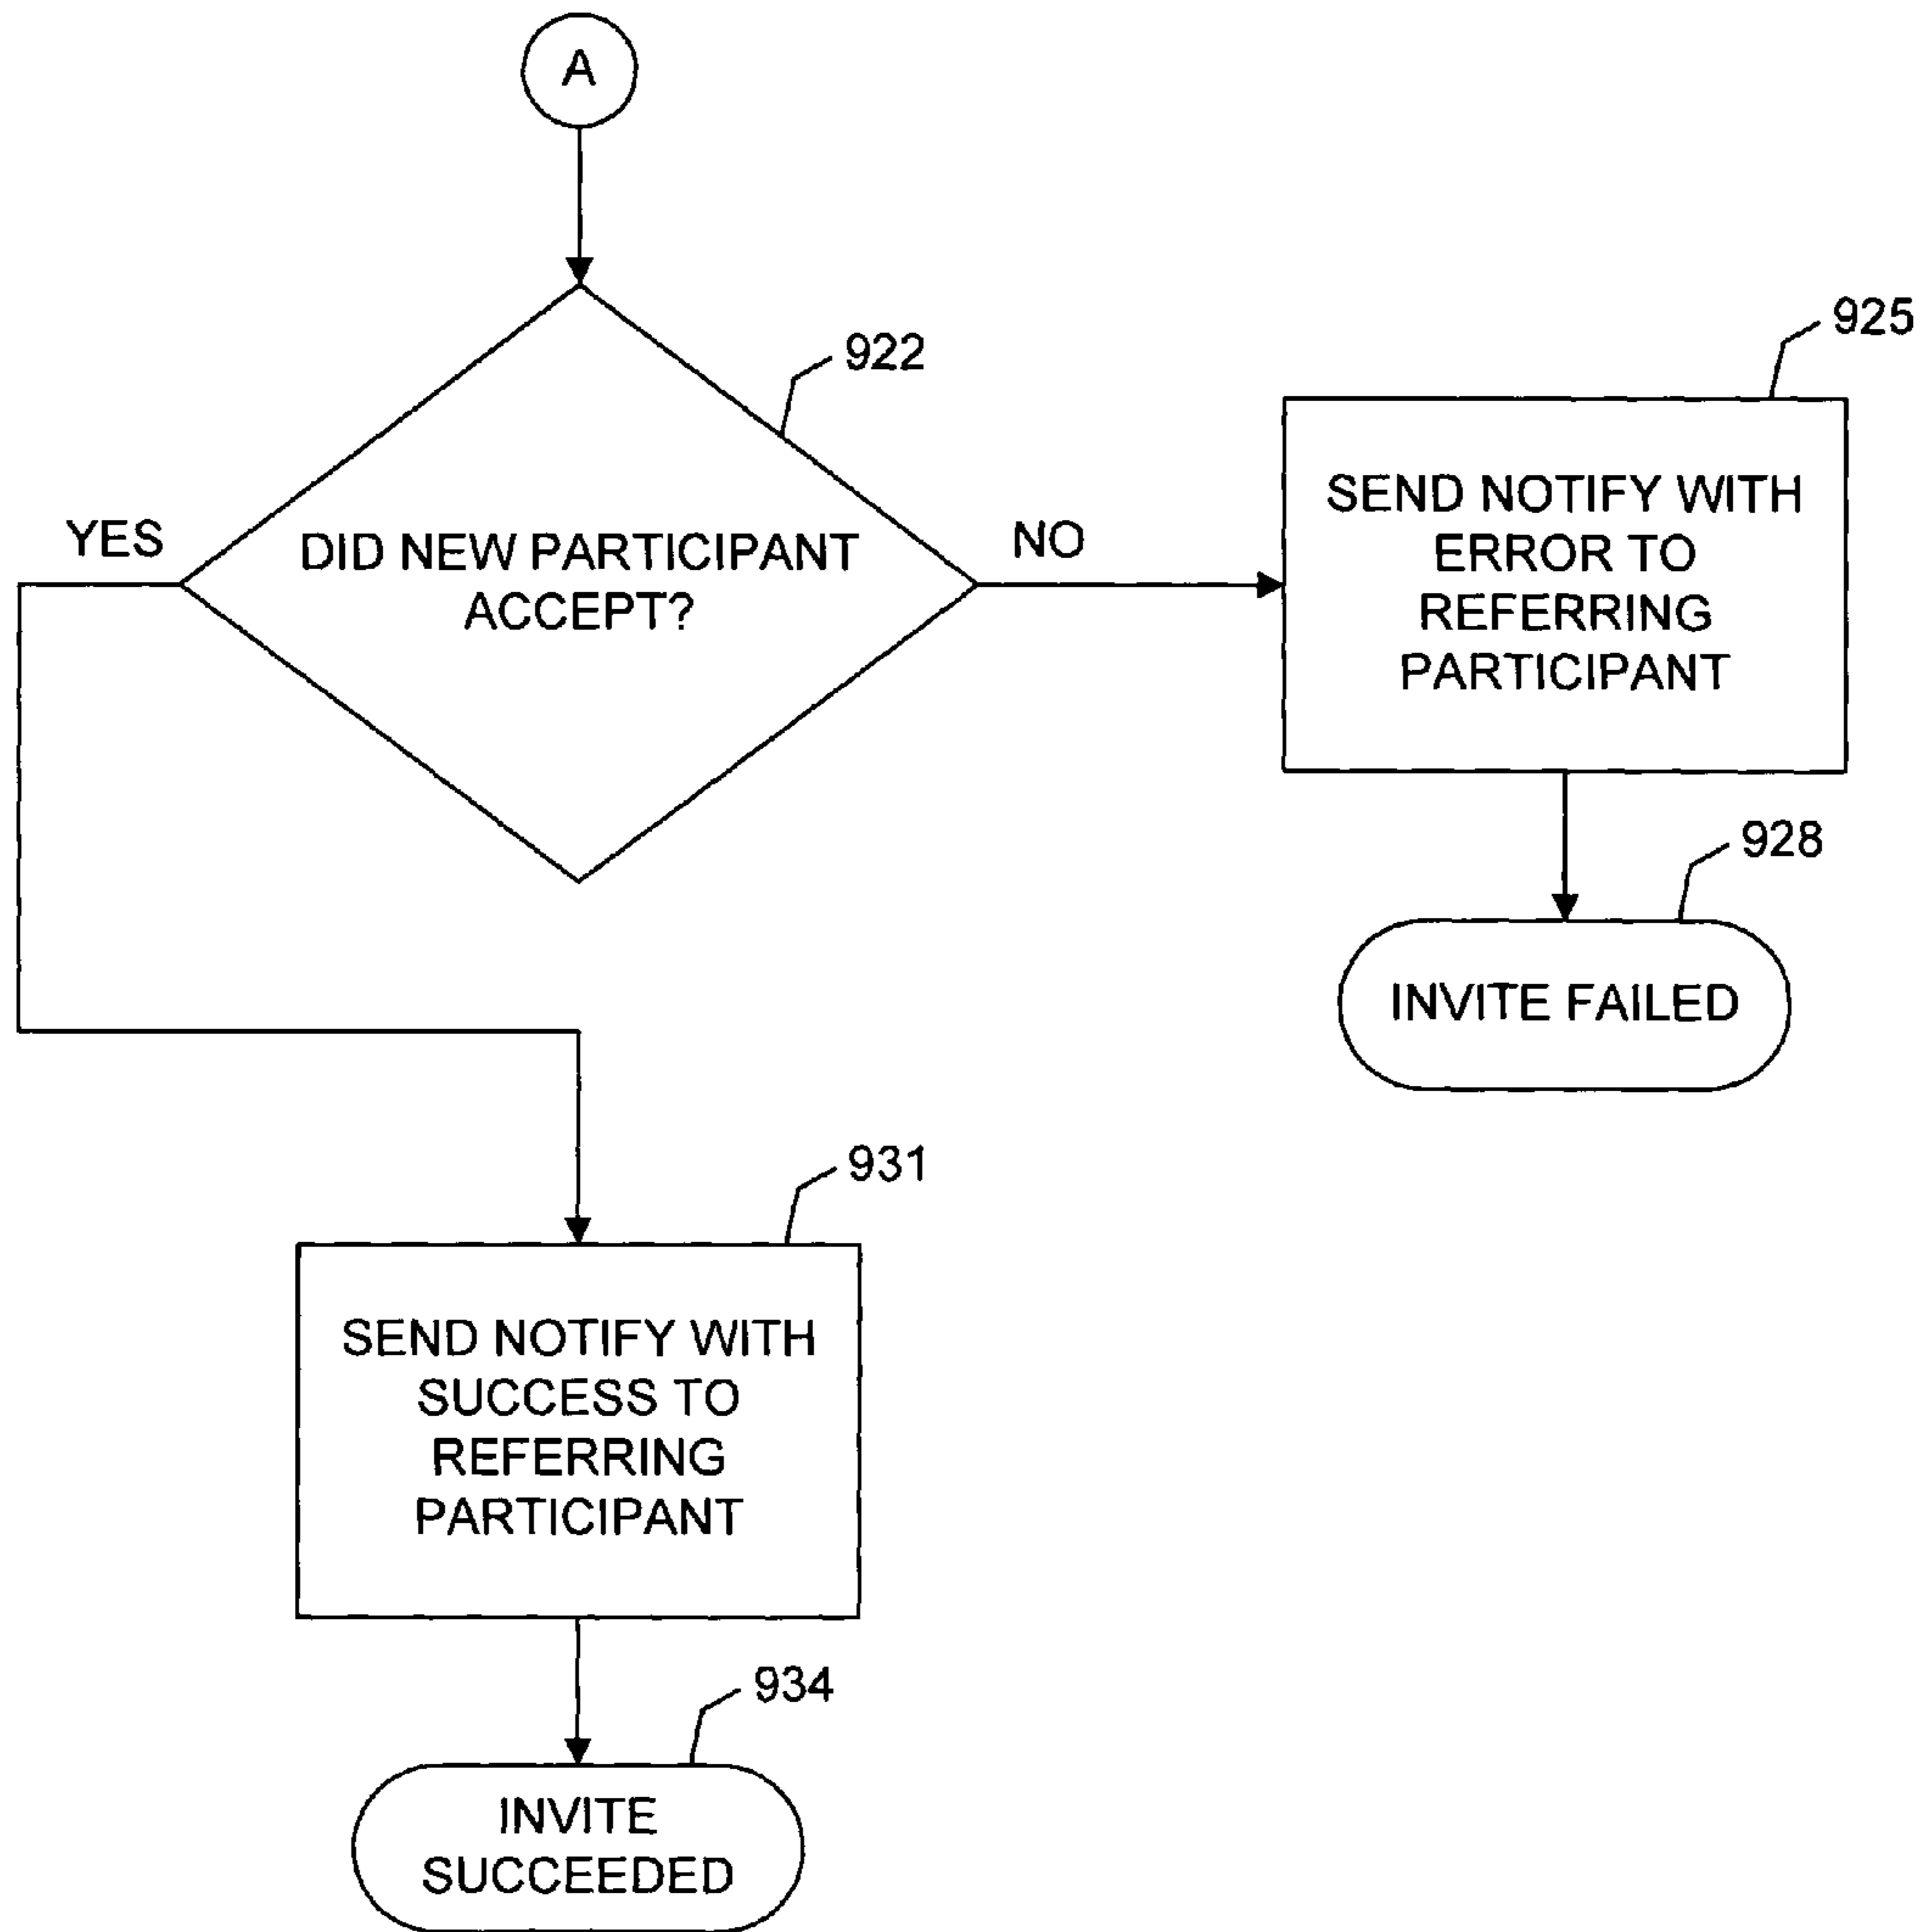 A
922
DID NEW PARTICIPANT
ACCEPT?
YES
NO
925
SEND NOTIFY WITH
ERROR TO
REFERRING
PARTICIPANT
928
INVITE FAILED
931
SEND NOTIFY WITH
SUCCESS TO
REFERRING
PARTICIPANT
934
INVITE
SUCCEEDED